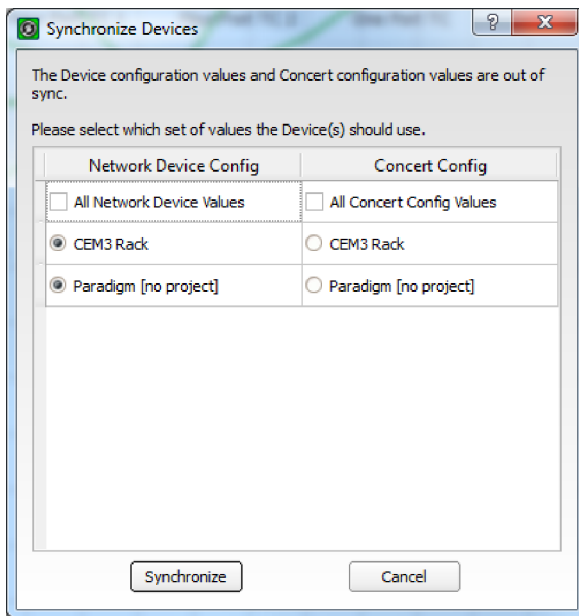 Synchronize Devices
The Device configuration values and Concert configuration values are out of
sync.
Please select which set of values the Device(s) should use.
Network Device Config Concert Config
All Network Device Values All Concert Config Values
CEM3 Rack CEM3 Rack
Paradigm [no project] Paradigm [no project]
Synchronize Cancel